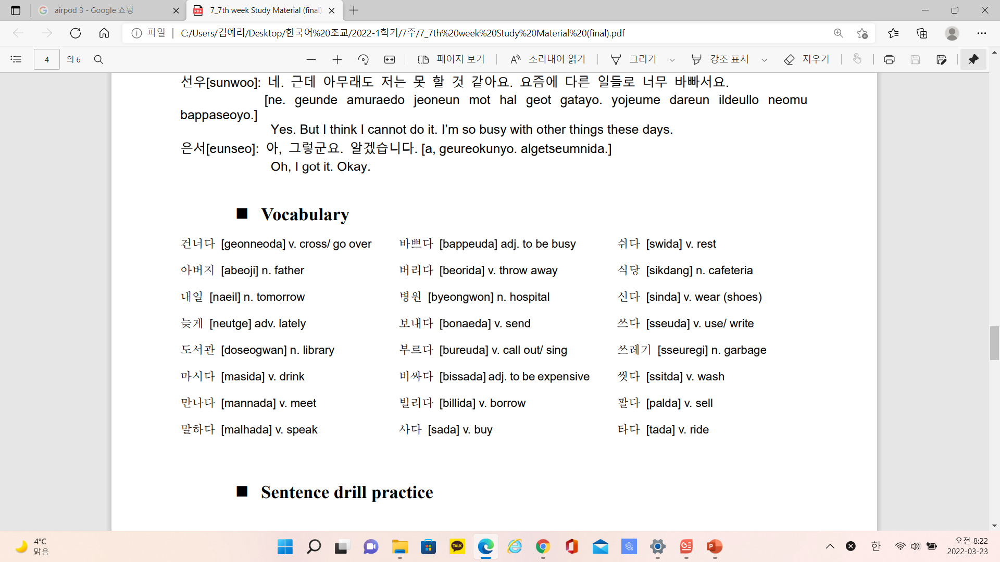 airpod 3 - Google 쇼핑
7_7th week Study Material (final)
파일 C:/Users/김예리/Desktop/한국어%20조교/2022-1학기/7주/7_7th%20week%20Study%20Material%20(final).pdf
4 의 6 페이지 보기 소리내어 읽기 그리기 강조 표시 지우기
선우[sunwoo]: 네. 근데 아무래도 저는 못 할 것 같아요. 요즘에 다른 일들로 너무 바빠서요.
[ne. geunde amuraedo jeoneun mot hal geot gatayo. yojeume dareun ildeullo neomu
bappaseoyo.]
Yes. But I think I cannot do it. I’m so busy with other things these days.
은서[eunseo]: 아, 그렇군요. 알겠습니다. [a, geureokunyo. algetseumnida.]
Oh, I got it. Okay.
■ Vocabulary
건너다 [geonneoda] v. cross/ go over 바쁘다 [bappeuda] adj. to be busy 쉬다 [swida] v. rest
아버지 [abeoji] n. father 버리다 [beorida] v. throw away 식당 [sikdang] n. cafeteria
내일 [naeil] n. tomorrow 병원 [byeongwon] n. hospital 신다 [sinda] v. wear (shoes)
늦게 [neutge] adv. lately 보내다 [bonaeda] v. send 쓰다 [sseuda] v. use/ write
도서관 [doseogwan] n. library 부르다 [bureuda] v. call out/ sing 쓰레기 [sseuregi] n. garbage
마시다 [masida] v. drink 비싸다 [bissada] adj. to be expensive 씻다 [ssitda] v. wash
만나다 [mannada] v. meet 빌리다 [billida] v. borrow 팔다 [palda] v. sell
말하다 [malhada] v. speak 사다 [sada] v. buy 타다 [tada] v. ride
■ Sentence drill practice
4°C
맑음
TALK
한
오전 8:22
2022-03-23